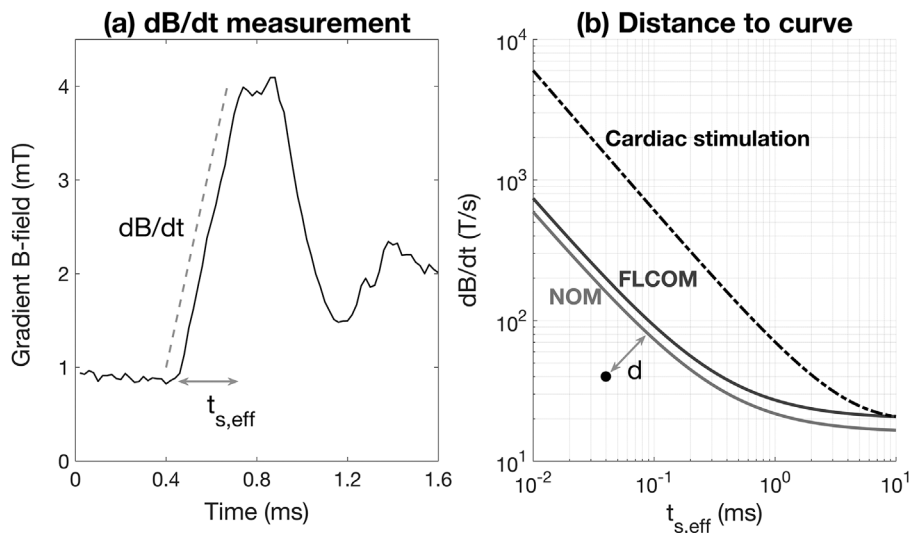 (a) dB/dt measurement
Gradient B-field (mT)
4
3
2
1
0
dB/dt
t_s,eff
0 0.4 0.8 1.2 1.6
Time (ms)
(b) Distance to curve
dB/dt (T/s)
10^4
10^3
10^2
10^1
Cardiac stimulation
FLCOM
NOM
d
10^-2 10^-1 10^0 10^1
t_s,eff (ms)